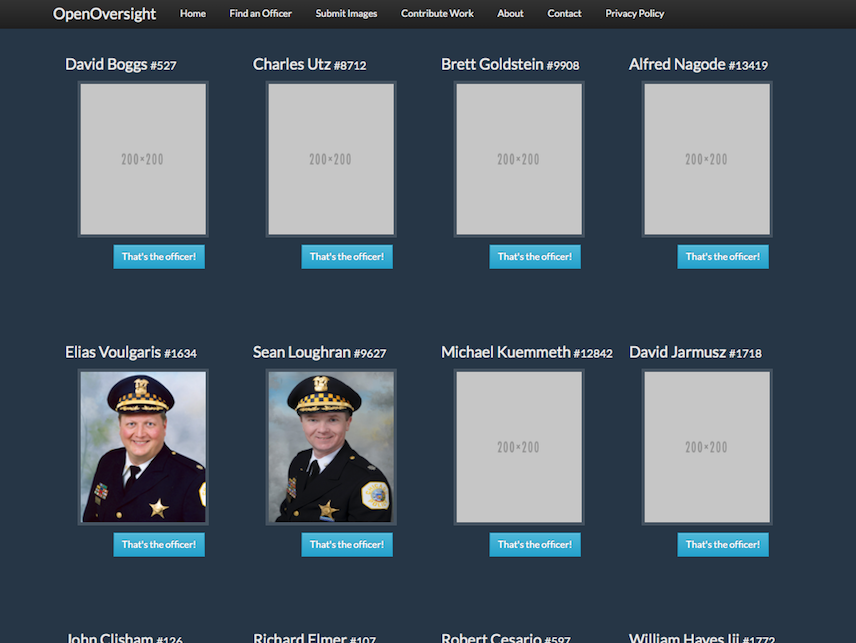 OpenOversight Home Find an Officer Submit Images Contribute Work About Contact Privacy Policy
David Boggs #527 Charles Utz #8712 Brett Goldstein #9908 Alfred Nagode #13419
200×200 200×200 200×200 200×200
That's the officer! That's the officer! That's the officer! That's the officer!
Elias Voulgaris #1634 Sean Loughran #9627 Michael Kuemmeth #12842 David Jarmusz #1718
200×200 200×200
That's the officer! That's the officer! That's the officer! That's the officer!
John Clisham #126 Richard Elmer #107 Robert Cesario #597 William Hayes Iii #1772